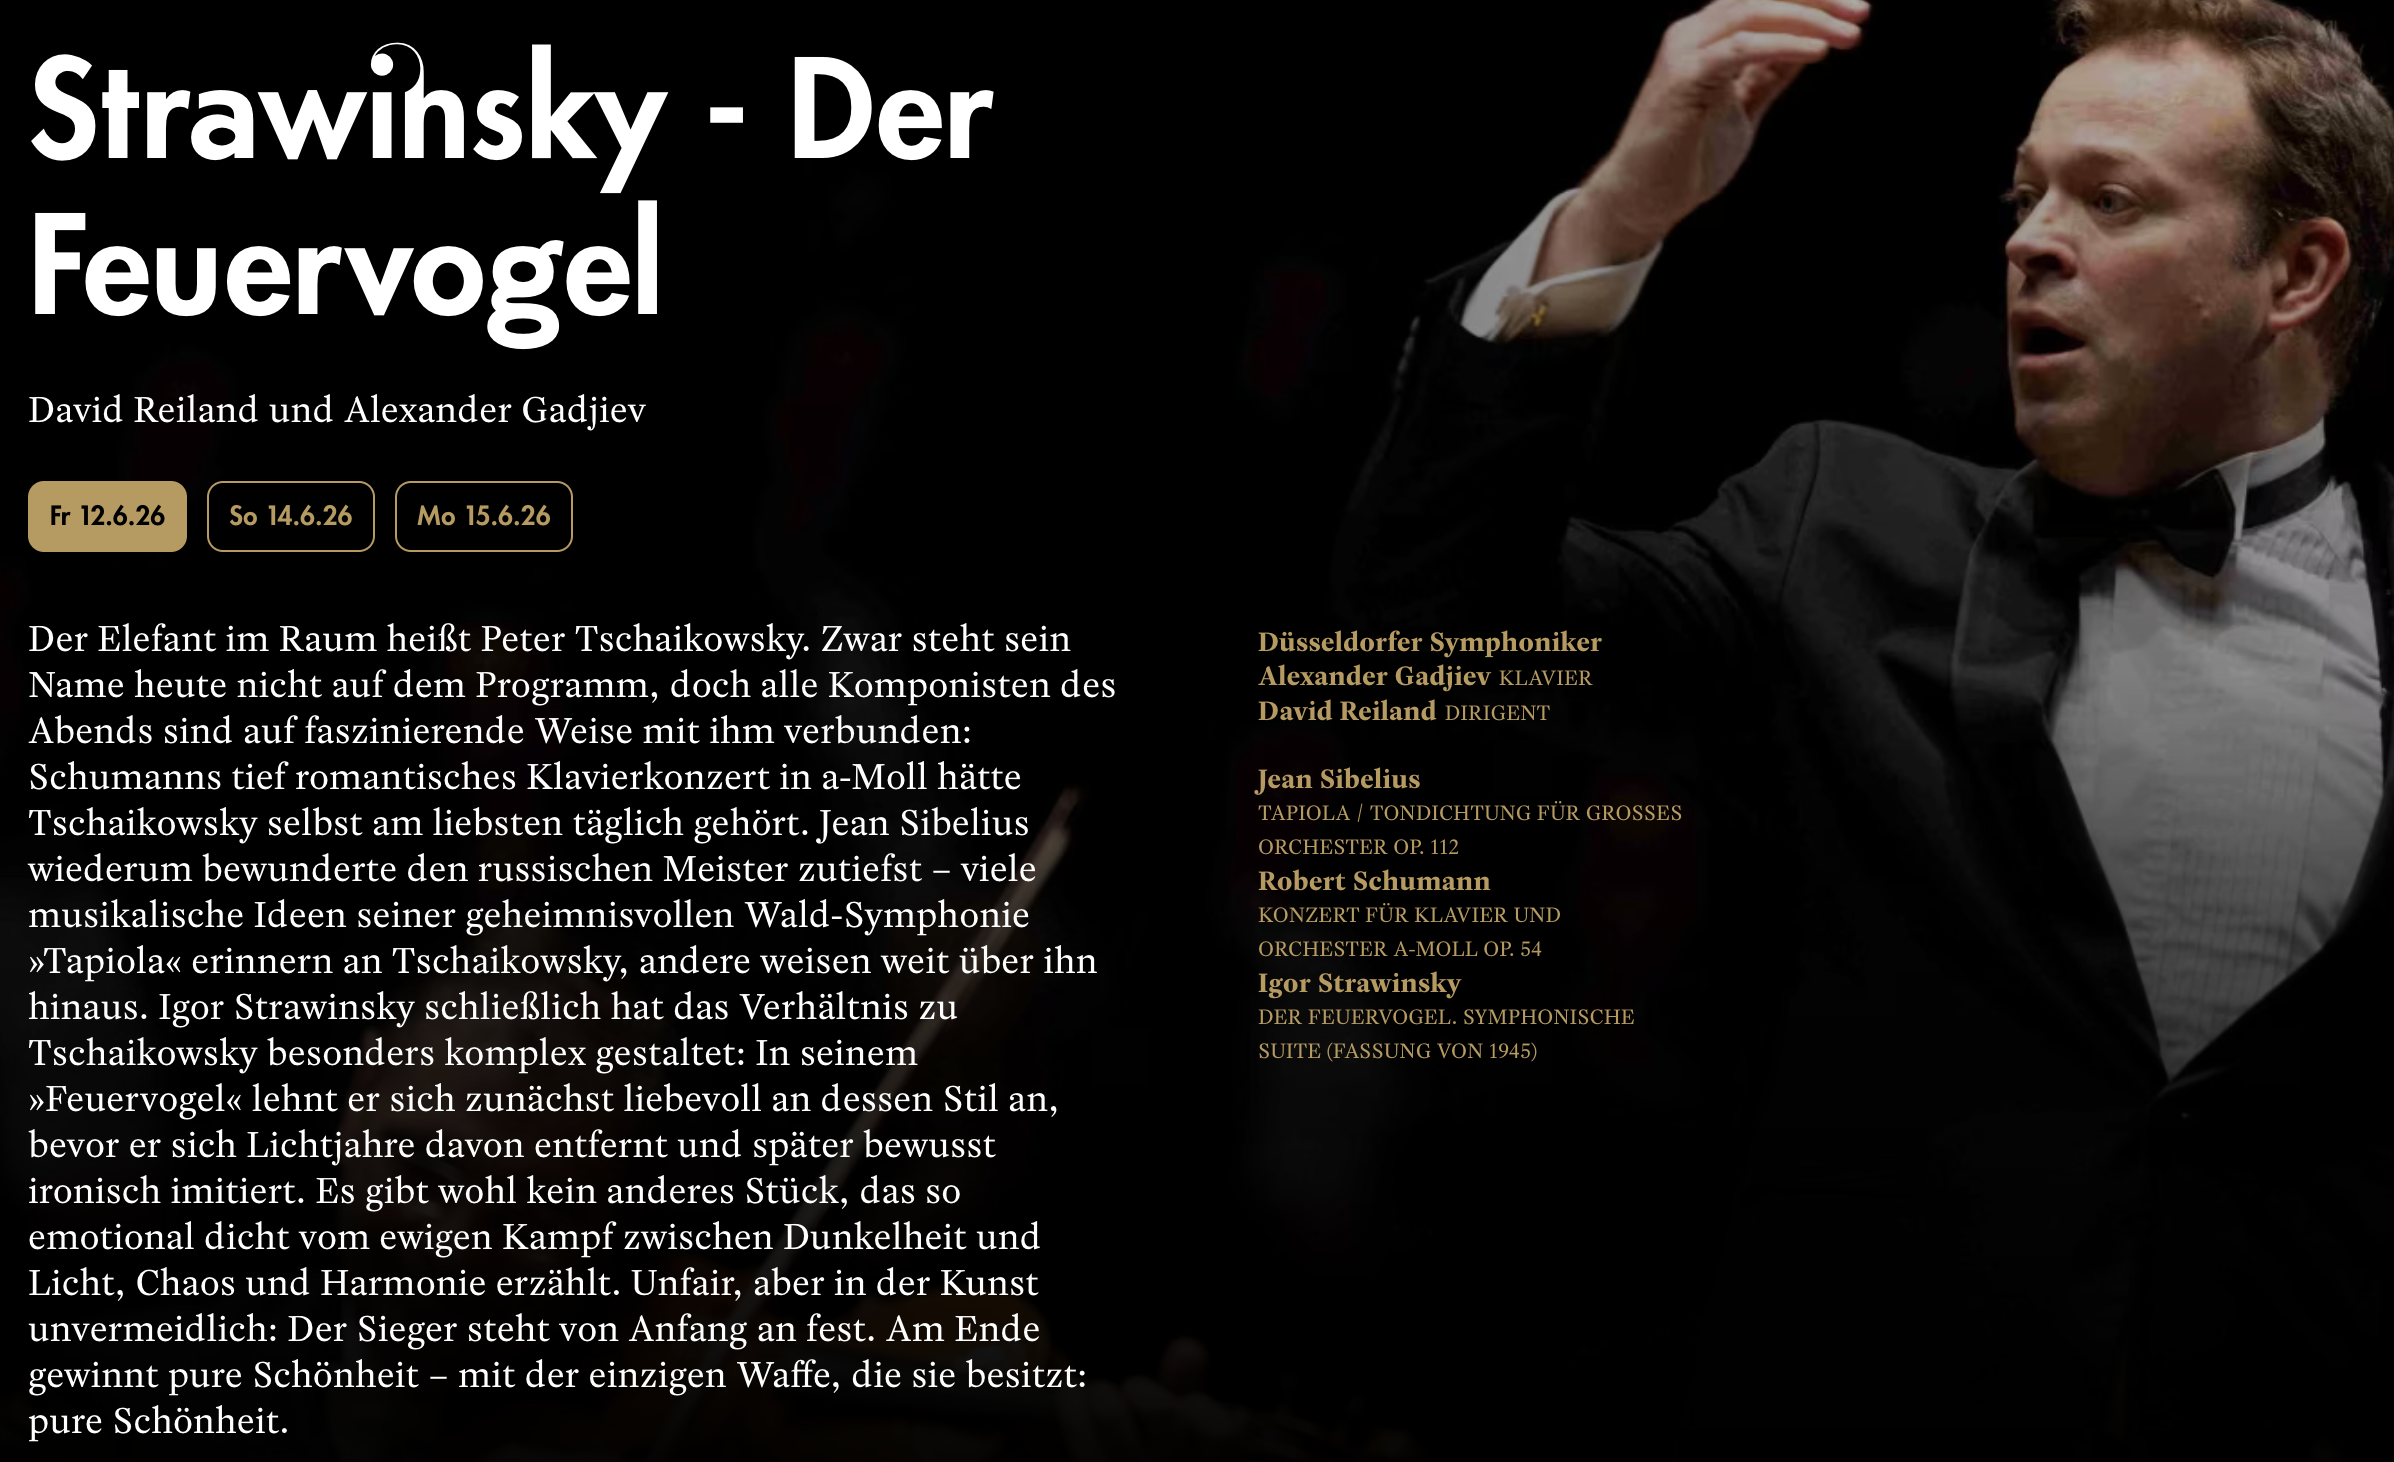 Strawinsky - Der
Feuervogel
David Reiland und Alexander Gadjiev
Fr 12.6.26
So 14.6.26
Mo 15.6.26
Der Elefant im Raum heißt Peter Tschaikowsky. Zwar steht sein
Name heute nicht auf dem Programm, doch alle Komponisten des
Abends sind auf faszinierende Weise mit ihm verbunden:
Schumanns tief romantisches Klavierkonzert in a-Moll hätte
Tschaikowsky selbst am liebsten täglich gehört. Jean Sibelius
wiederum bewunderte den russischen Meister zutiefst – viele
musikalische Ideen seiner geheimnisvollen Wald-Symphonie
»Tapiola« erinnern an Tschaikowsky, andere weisen weit über ihn
hinaus. Igor Strawinsky schließlich hat das Verhältnis zu
Tschaikowsky besonders komplex gestaltet: In seinem
»Feuervogel« lehnt er sich zunächst liebevoll an dessen Stil an,
bevor er sich Lichtjahre davon entfernt und später bewusst
ironisch imitiert. Es gibt wohl kein anderes Stück, das so
emotional dicht vom ewigen Kampf zwischen Dunkelheit und
Licht, Chaos und Harmonie erzählt. Unfair, aber in der Kunst
unvermeidlich: Der Sieger steht von Anfang an fest. Am Ende
gewinnt pure Schönheit – mit der einzigen Waffe, die sie besitzt:
pure Schönheit.
Düsseldorfer Symphoniker
Alexander Gadjiev KLAVIER
David Reiland DIRIGENT
Jean Sibelius
TAPIOLA / TONDICHTUNG FÜR GROSSES
ORCHESTER OP. 112
Robert Schumann
KONZERT FÜR KLAVIER UND
ORCHESTER A-MOLL OP. 54
Igor Strawinsky
DER FEUERVOGEL. SYMPHONISCHE
SUITE (FASSUNG VON 1945)